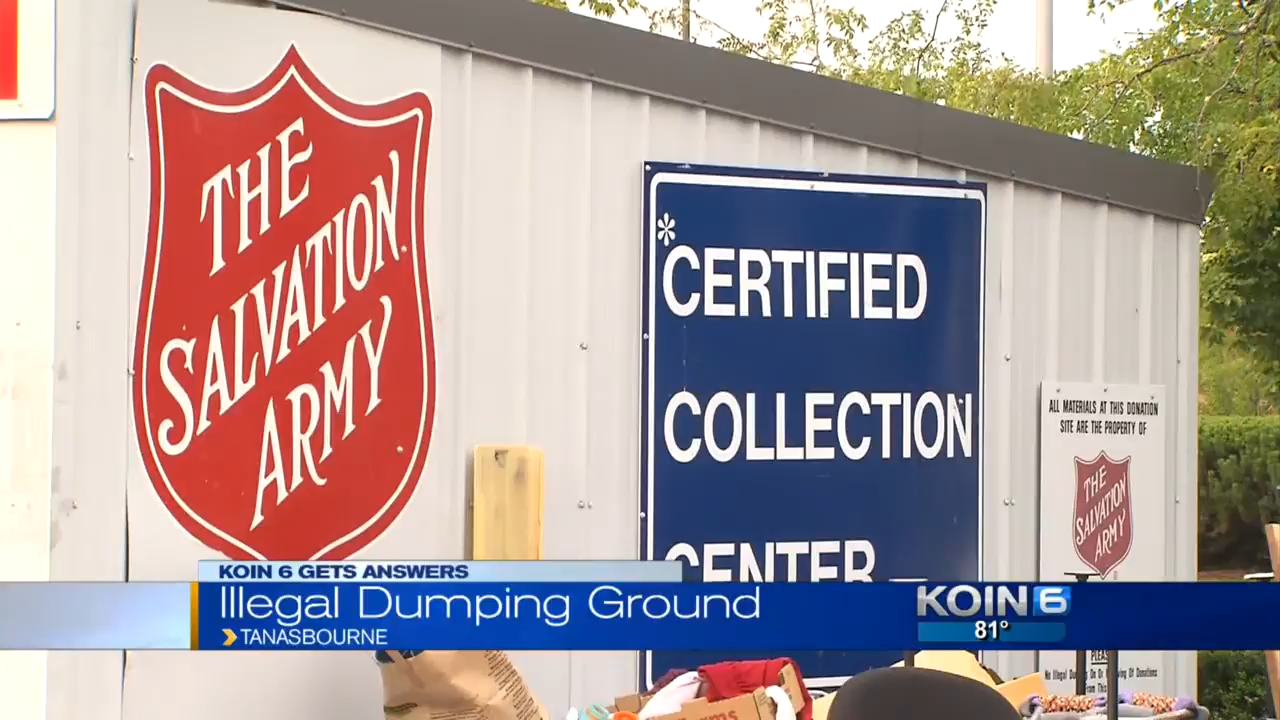 THE
SALVATION
ARMY
*
CERTIFIED
COLLECTION
CENTER
ALL MATERIALS AT THIS DONATION
SITE ARE THE PROPERTY OF
THE
SALVATION
ARMY
KOIN 6 GETS ANSWERS
Illegal Dumping Ground
TANASBOURNE
KOIN 6
81°